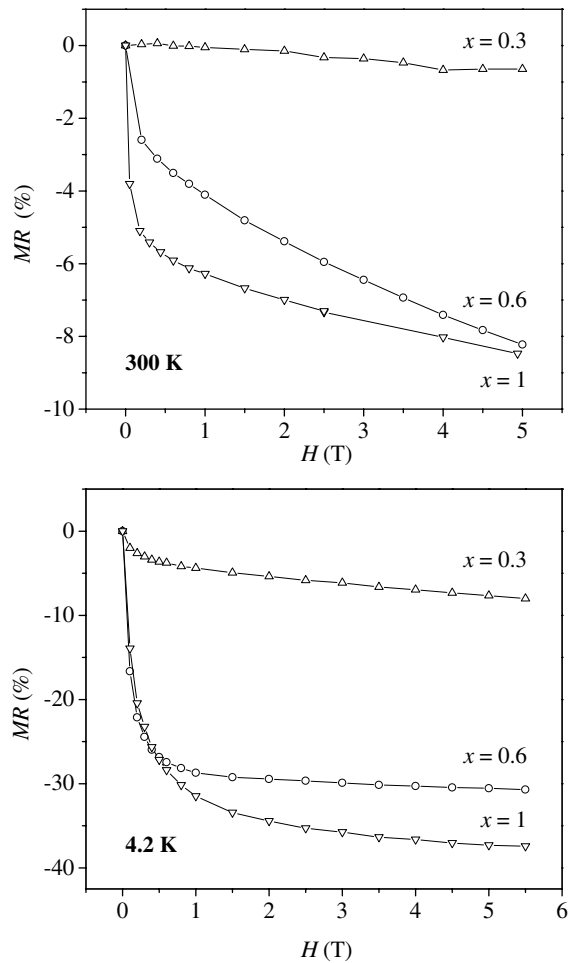 0
-2
-4
-6
-8
-10
MR (%)
x = 0.3
x = 0.6
x = 1
300 K
0 1 2 3 4 5
H (T)
0
-10
-20
-30
-40
MR (%)
x = 0.3
x = 0.6
x = 1
4.2 K
0 1 2 3 4 5 6
H (T)